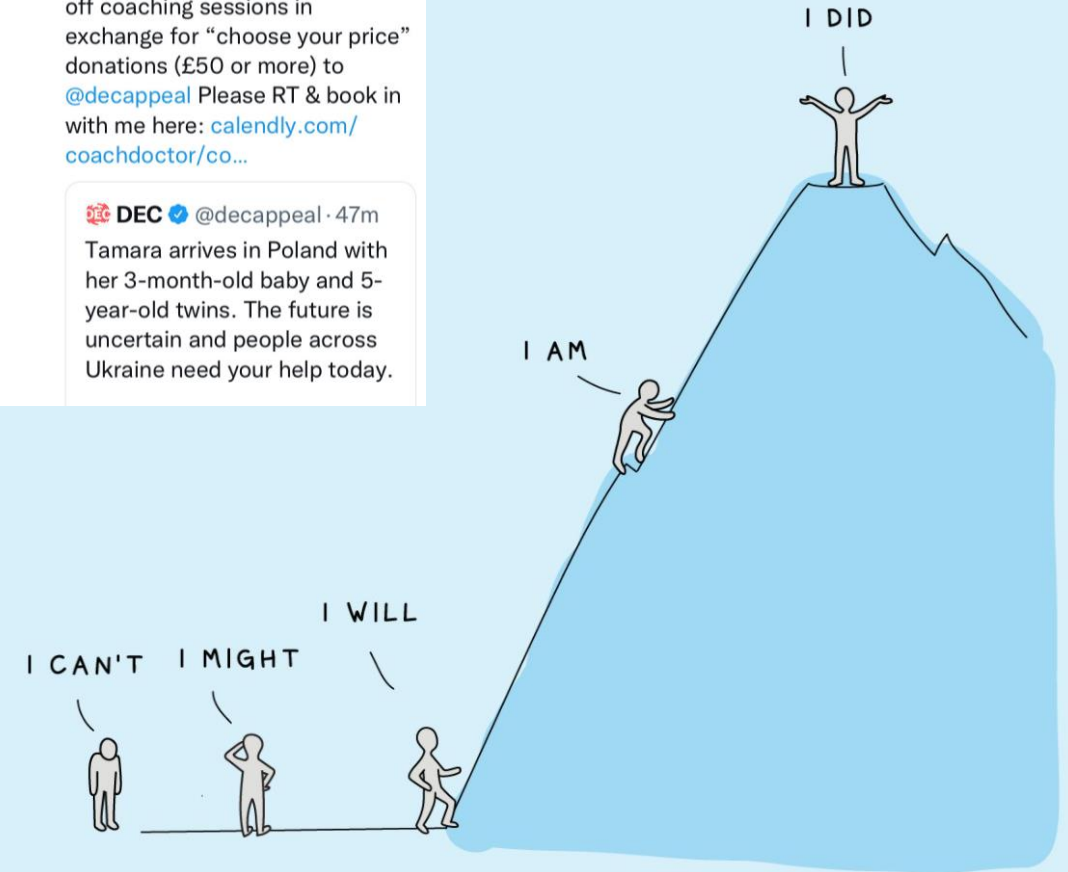 off coaching sessions in
exchange for “choose your price”
donations (£50 or more) to
@decappeal Please RT & book in
with me here: calendly.com/
coachdoctor/co...
DEC DEC @decappeal · 47m
Tamara arrives in Poland with
her 3-month-old baby and 5-
year-old twins. The future is
uncertain and people across
Ukraine need your help today.
I DID
I AM
I WILL
I CAN'T
I MIGHT